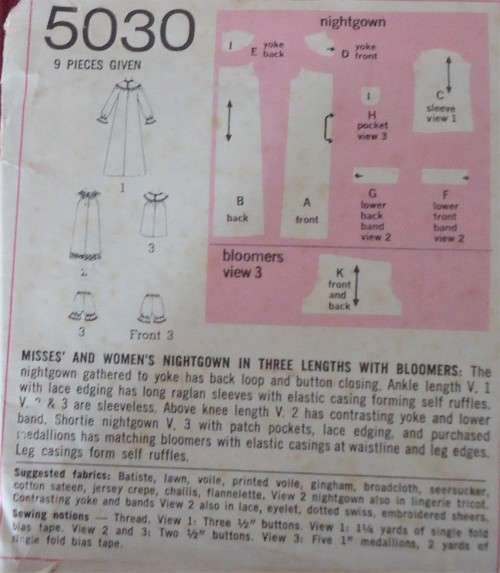 5030
9 PIECES GIVEN
1
2
3
3
Front 3
nightgown
I
E yoke
back
yoke
D front
C
sleeve
view 1
I
H
pocket
view 3
B
back
A
front
G
lower
back
band
view 2
F
lower
front
band
view 2
bloomers
view 3
K
front
and
back
MISSES' AND WOMEN'S NIGHTGOWN IN THREE LENGTHS WITH BLOOMERS: The
nightgown gathered to yoke has back loop and button closing. Ankle length V. 1
with lace edging has long raglan sleeves with elastic casing forming self ruffles.
V. 2 & 3 are sleeveless. Above knee length V. 2 has contrasting yoke and lower
band. Shortie nightgown V. 3 with patch pockets, lace edging, and purchased
medallions has matching bloomers with elastic casings at waistline and leg edges.
Leg casings form self ruffles.
Suggested fabrics: Batiste, lawn, voile, printed voile, gingham, broadcloth, seersucker,
cotton sateen, jersey crepe, challis, flannelette. View 2 nightgown also in lingerie tricot.
Contrasting yoke and bands View 2 also in lace, eyelet, dotted swiss, embroidered sheers.
Sewing notions — Thread. View 1: Three ½" buttons. View 1: 1¼ yards of single fold
bias tape. View 2 and 3: Two ½" buttons. View 3: Five 1" medallions, 2 yards of
single fold bias tape.